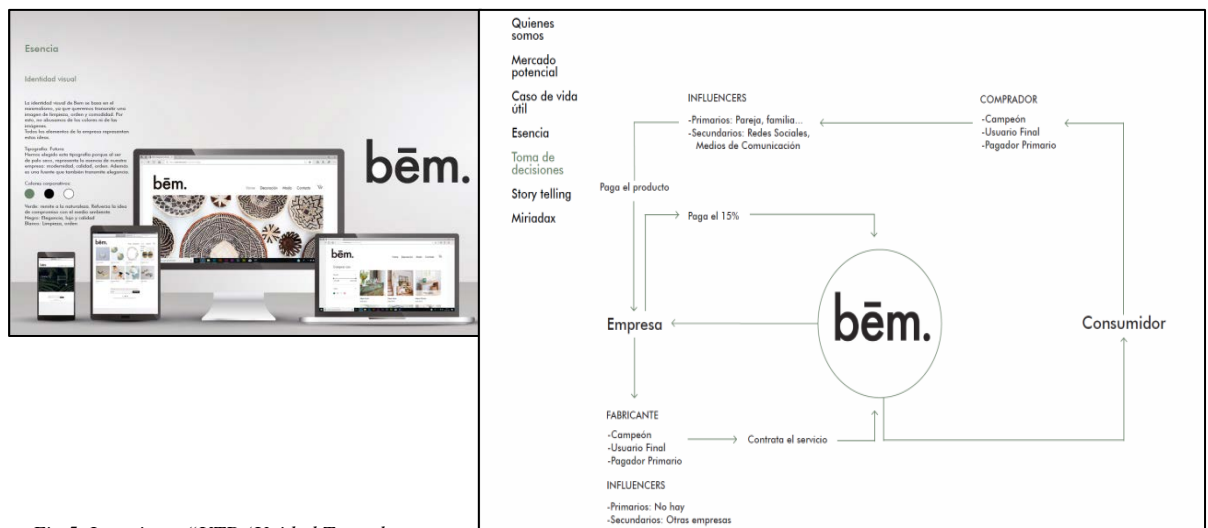 Esencia
Identidad visual
La identidad visual de Bem se basa en el
minimalismo, ya que queremos transmitir una
imagen de limpieza, orden y comodidad. Por
esto, no abusamos de los colores ni de las
imágenes.
Todos los elementos de la empresa representan
estas ideas.
Tipografía: Futura
Hemos elegido esta tipografía porque al ser
de palo seco, representa la esencia de nuestra
empresa: modernidad, calidad, orden. Además
es una fuente que también transmite elegancia.
Colores corporativos:
Verde: remite a la naturaleza. Refuerza la idea
de compromiso con el medio ambiente
Negro: Elegancia, lujo y calidad
Blanco: Limpieza, orden
bēm.
bēm.
Home Decoración Moda Contacto
bēm.
bēm.
Quienes
somos
Mercado
potencial
Caso de vida
útil
Esencia
Toma de
decisiones
Story telling
Miriadax
INFLUENCERS
-Primarios: Pareja, familia...
-Secundarios: Redes Sociales,
Medios de Comunicación
COMPRADOR
-Campeón
-Usuario Final
-Pagador Primario
Paga el producto
Paga el 15%
Empresa
bēm.
Consumidor
FABRICANTE
-Campeón
-Usuario Final
-Pagador Primario
Contrata el servicio
INFLUENCERS
-Primarios: No hay
-Secundarios: Otras empresas